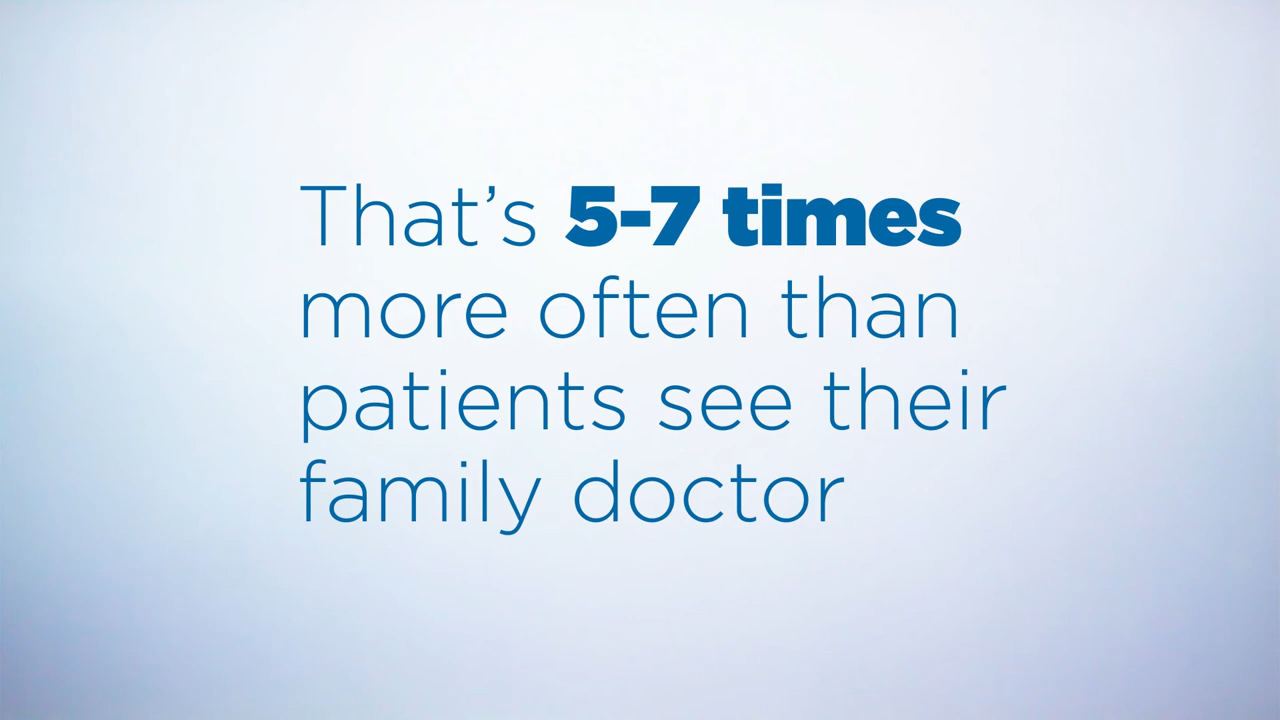 That’s 5-7 times
more often than
patients see their
family doctor